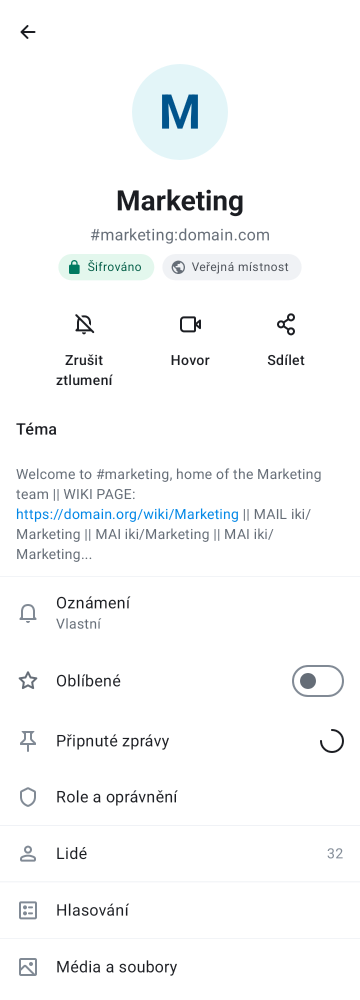 M
Marketing
#marketing:domain.com
Šifrováno
Veřejná místnost
Zrušit
ztlumení
Hovor
Sdílet
Téma
Welcome to #marketing, home of the Marketing
team || WIKI PAGE:
https://domain.org/wiki/Marketing || MAIL iki/
Marketing || MAI iki/Marketing || MAI iki/
Marketing...
Oznámení
Vlastní
Oblíbené
Připnuté zprávy
Role a oprávnění
Lidé 32
Hlasování
Média a soubory